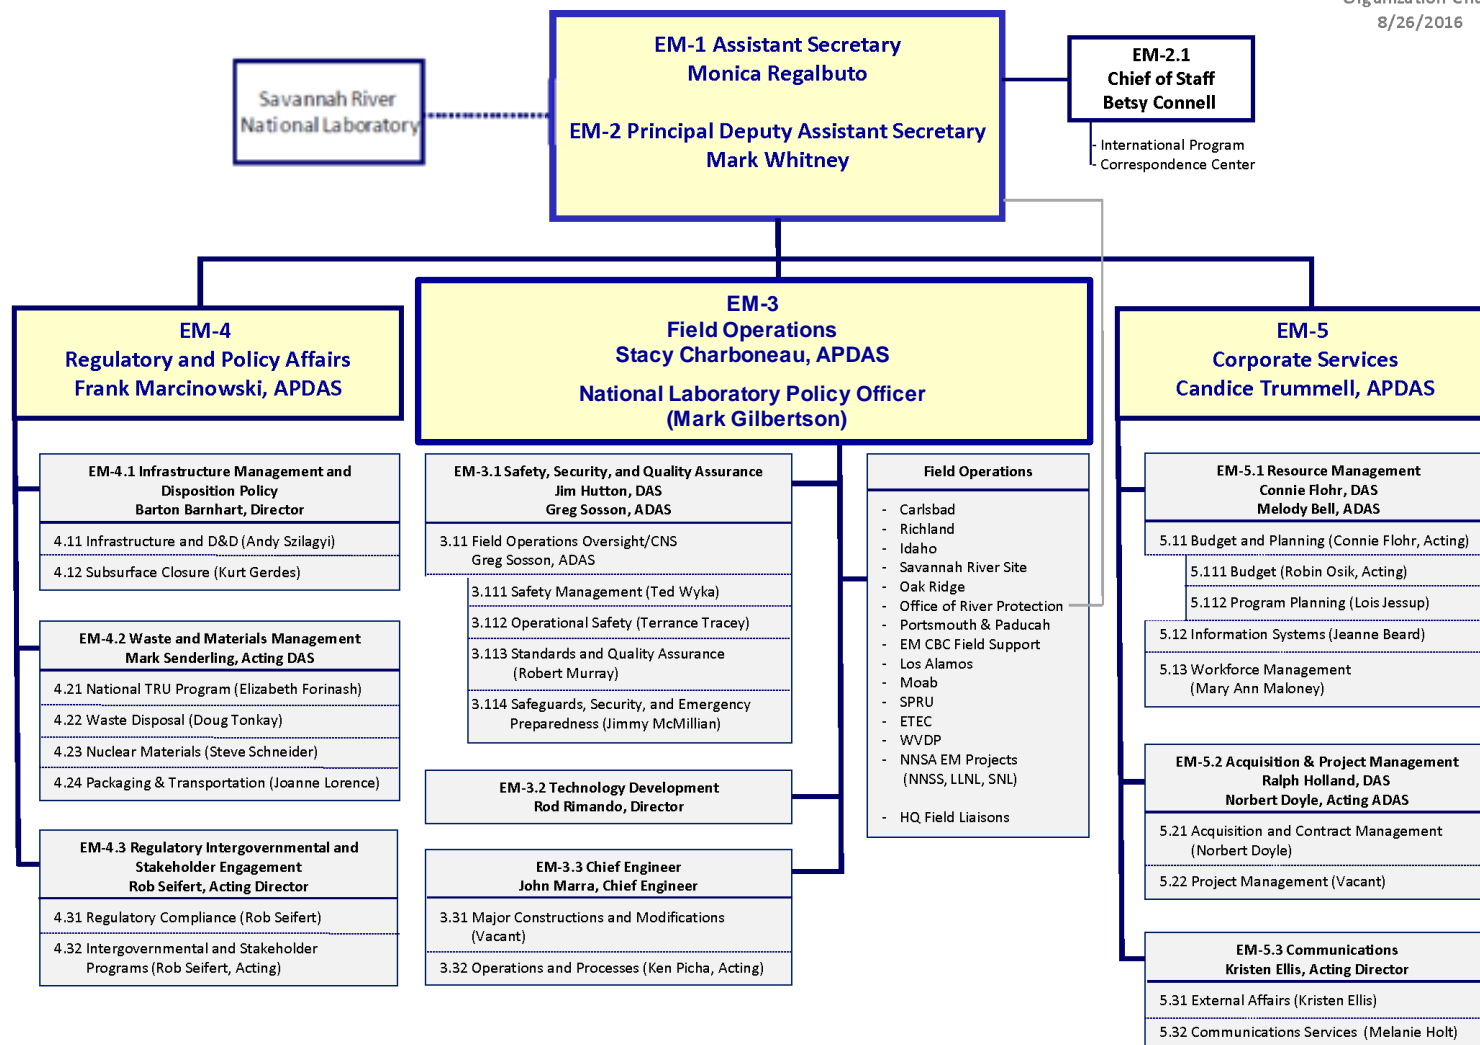 8/26/2016
EM-1 Assistant Secretary
Monica Regalbuto
EM-2 Principal Deputy Assistant Secretary
Mark Whitney
Savannah River
National Laboratory
EM-2.1
Chief of Staff
Betsy Connell
- International Program
- Correspondence Center
EM-4
Regulatory and Policy Affairs
Frank Marcinowski, APDAS
EM-3
Field Operations
Stacy Charboneau, APDAS
National Laboratory Policy Officer
(Mark Gilbertson)
EM-5
Corporate Services
Candice Trummell, APDAS
EM-4.1 Infrastructure Management and
Disposition Policy
Barton Barnhart, Director
4.11 Infrastructure and D&D (Andy Szilagyi)
4.12 Subsurface Closure (Kurt Gerdes)
EM-4.2 Waste and Materials Management
Mark Senderling, Acting DAS
4.21 National TRU Program (Elizabeth Forinash)
4.22 Waste Disposal (Doug Tonkay)
4.23 Nuclear Materials (Steve Schneider)
4.24 Packaging & Transportation (Joanne Lorence)
EM-4.3 Regulatory Intergovernmental and
Stakeholder Engagement
Rob Seifert, Acting Director
4.31 Regulatory Compliance (Rob Seifert)
4.32 Intergovernmental and Stakeholder
Programs (Rob Seifert, Acting)
EM-3.1 Safety, Security, and Quality Assurance
Jim Hutton, DAS
Greg Sosson, ADAS
3.11 Field Operations Oversight/CNS
Greg Sosson, ADAS
3.111 Safety Management (Ted Wyka)
3.112 Operational Safety (Terrance Tracey)
3.113 Standards and Quality Assurance
(Robert Murray)
3.114 Safeguards, Security, and Emergency
Preparedness (Jimmy McMillian)
EM-3.2 Technology Development
Rod Rimando, Director
EM-3.3 Chief Engineer
John Marra, Chief Engineer
3.31 Major Constructions and Modifications
(Vacant)
3.32 Operations and Processes (Ken Picha, Acting)
Field Operations
- Carlsbad
- Richland
- Idaho
- Savannah River Site
- Oak Ridge
- Office of River Protection
- Portsmouth & Paducah
- EM CBC Field Support
- Los Alamos
- Moab
- SPRU
- ETEC
- WVDP
- NNSA EM Projects
(NNSS, LLNL, SNL)
- HQ Field Liaisons
EM-5.1 Resource Management
Connie Flohr, DAS
Melody Bell, ADAS
5.11 Budget and Planning (Connie Flohr, Acting)
5.111 Budget (Robin Osik, Acting)
5.112 Program Planning (Lois Jessup)
5.12 Information Systems (Jeanne Beard)
5.13 Workforce Management
(Mary Ann Maloney)
EM-5.2 Acquisition & Project Management
Ralph Holland, DAS
Norbert Doyle, Acting ADAS
5.21 Acquisition and Contract Management
(Norbert Doyle)
5.22 Project Management (Vacant)
EM-5.3 Communications
Kristen Ellis, Acting Director
5.31 External Affairs (Kristen Ellis)
5.32 Communications Services (Melanie Holt)